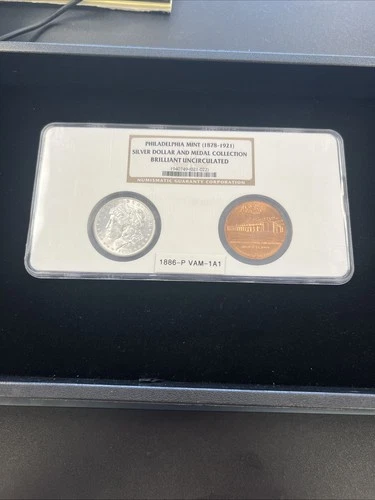 PHILADELPHIA MINT (1878-1921)
SILVER DOLLAR AND MEDAL COLLECTION
BRILLIANT UNCIRCULATED
NUMISMATIC GUARANTY CORPORATION
1886-P VAM-1A1